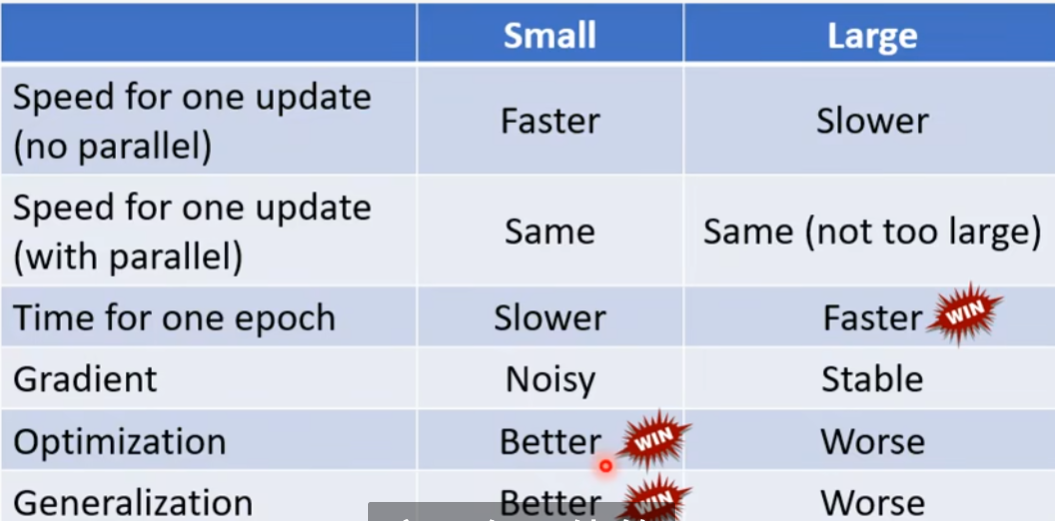 Small Large
Speed for one update
(no parallel) Faster Slower
Speed for one update
(with parallel) Same Same (not too large)
Time for one epoch Slower Faster WIN
Gradient Noisy Stable
Optimization Better WIN Worse
Generalization Better WIN Worse